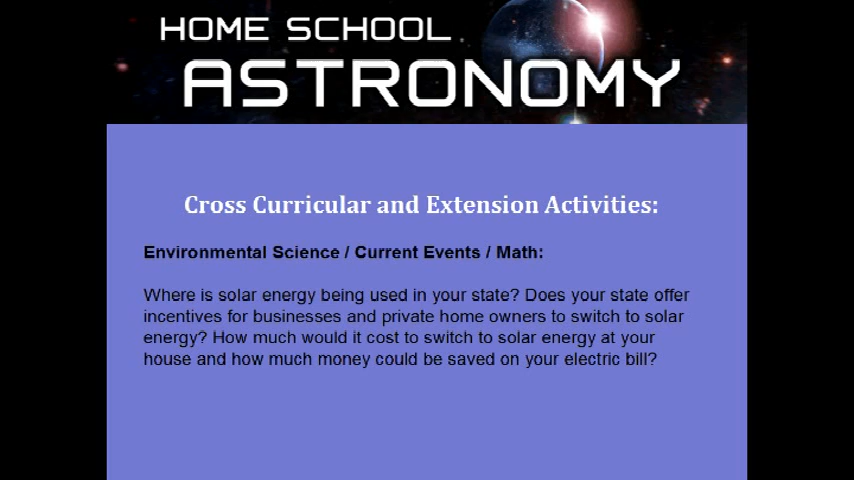 HOME SCHOOL
ASTRONOMY
Cross Curricular and Extension Activities:
Environmental Science / Current Events / Math:
Where is solar energy being used in your state? Does your state offer
incentives for businesses and private home owners to switch to solar
energy? How much would it cost to switch to solar energy at your
house and how much money could be saved on your electric bill?